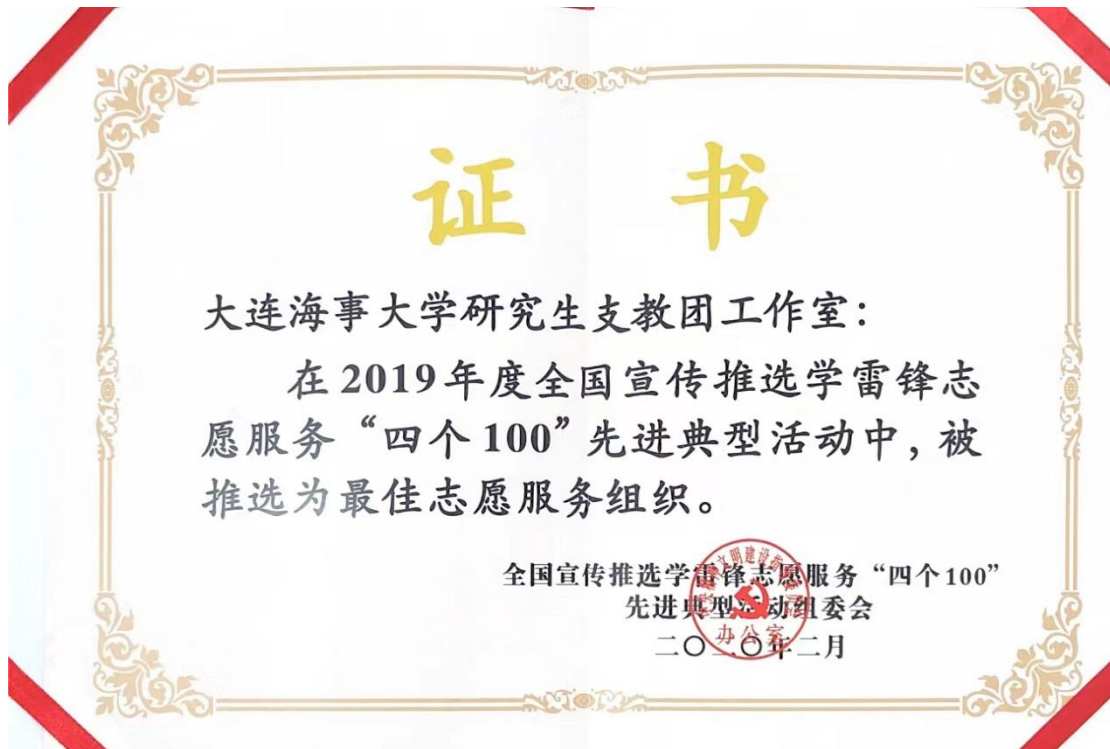 证 书
大连海事大学研究生支教团工作室：
在2019年度全国宣传推选学雷锋志
愿服务“四个100”先进典型活动中，被
推选为最佳志愿服务组织。
全国宣传推选学雷锋志愿服务“四个100”
先进典型活动组委会
二〇二〇年二月
办公室